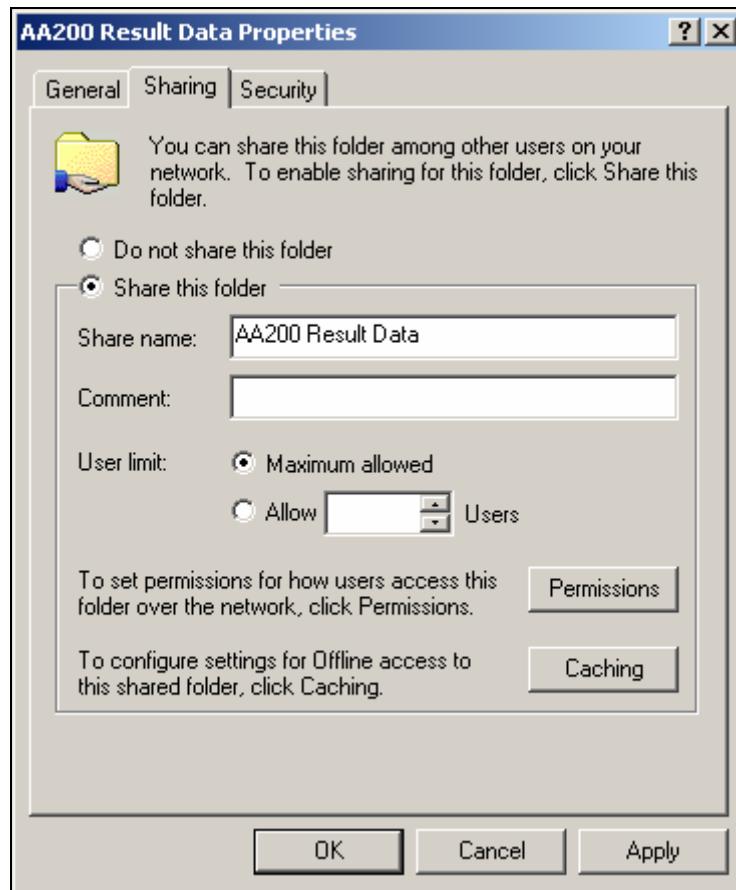 AA200 Result Data Properties
General Sharing Security
You can share this folder among other users on your
network. To enable sharing for this folder, click Share this
folder.
Do not share this folder
Share this folder
Share name: AA200 Result Data
Comment:
User limit: Maximum allowed
Allow Users
To set permissions for how users access this
folder over the network, click Permissions.
Permissions
To configure settings for Offline access to
this shared folder, click Caching.
Caching
OK Cancel Apply